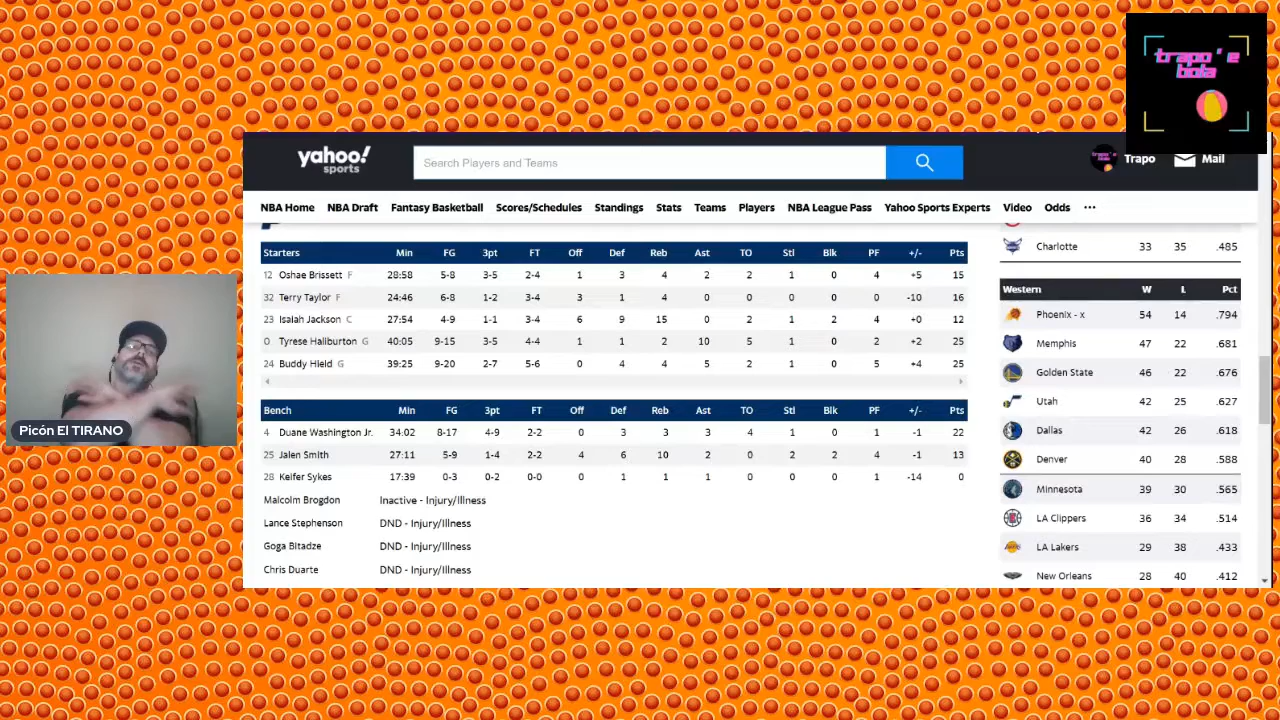 trapo'e
bola
yahoo!
sports
Search Players and Teams
Trapo
Mail
NBA Home NBA Draft Fantasy Basketball Scores/Schedules Standings Stats Teams Players NBA League Pass Yahoo Sports Experts Video Odds ...
Starters Min FG 3pt FT Off Def Reb Ast TO Stl Blk PF +/- Pts
12 Oshae Brissett F 28:58 5-8 3-5 2-4 1 3 4 2 2 1 0 4 +5 15
32 Terry Taylor F 24:46 6-8 1-2 3-4 3 1 4 0 0 0 0 0 -10 16
23 Isaiah Jackson C 27:54 4-9 1-1 3-4 6 9 15 0 2 1 2 4 +0 12
0 Tyrese Haliburton G 40:05 9-15 3-5 4-4 1 1 2 10 5 1 0 2 +2 25
24 Buddy Hield G 39:25 9-20 2-7 5-6 0 4 4 5 2 1 0 5 +4 25
Bench Min FG 3pt FT Off Def Reb Ast TO Stl Blk PF +/- Pts
4 Duane Washington Jr. 34:02 8-17 4-9 2-2 0 3 3 3 4 1 0 1 -1 22
25 Jalen Smith 27:11 5-9 1-4 2-2 4 6 10 2 0 2 2 4 -1 13
28 Keifer Sykes 17:39 0-3 0-2 0-0 0 1 1 1 0 0 0 1 -14 0
Malcolm Brogdon Inactive - Injury/Illness
Lance Stephenson DND - Injury/Illness
Goga Bitadze DND - Injury/Illness
Chris Duarte DND - Injury/Illness
Charlotte 33 35 .485
Western W L Pct
Phoenix - x 54 14 .794
Memphis 47 22 .681
Golden State 46 22 .676
Utah 42 25 .627
Dallas 42 26 .618
Denver 40 28 .588
Minnesota 39 30 .565
LA Clippers 36 34 .514
LA Lakers 29 38 .433
New Orleans 28 40 .412
Picón El TIRANO